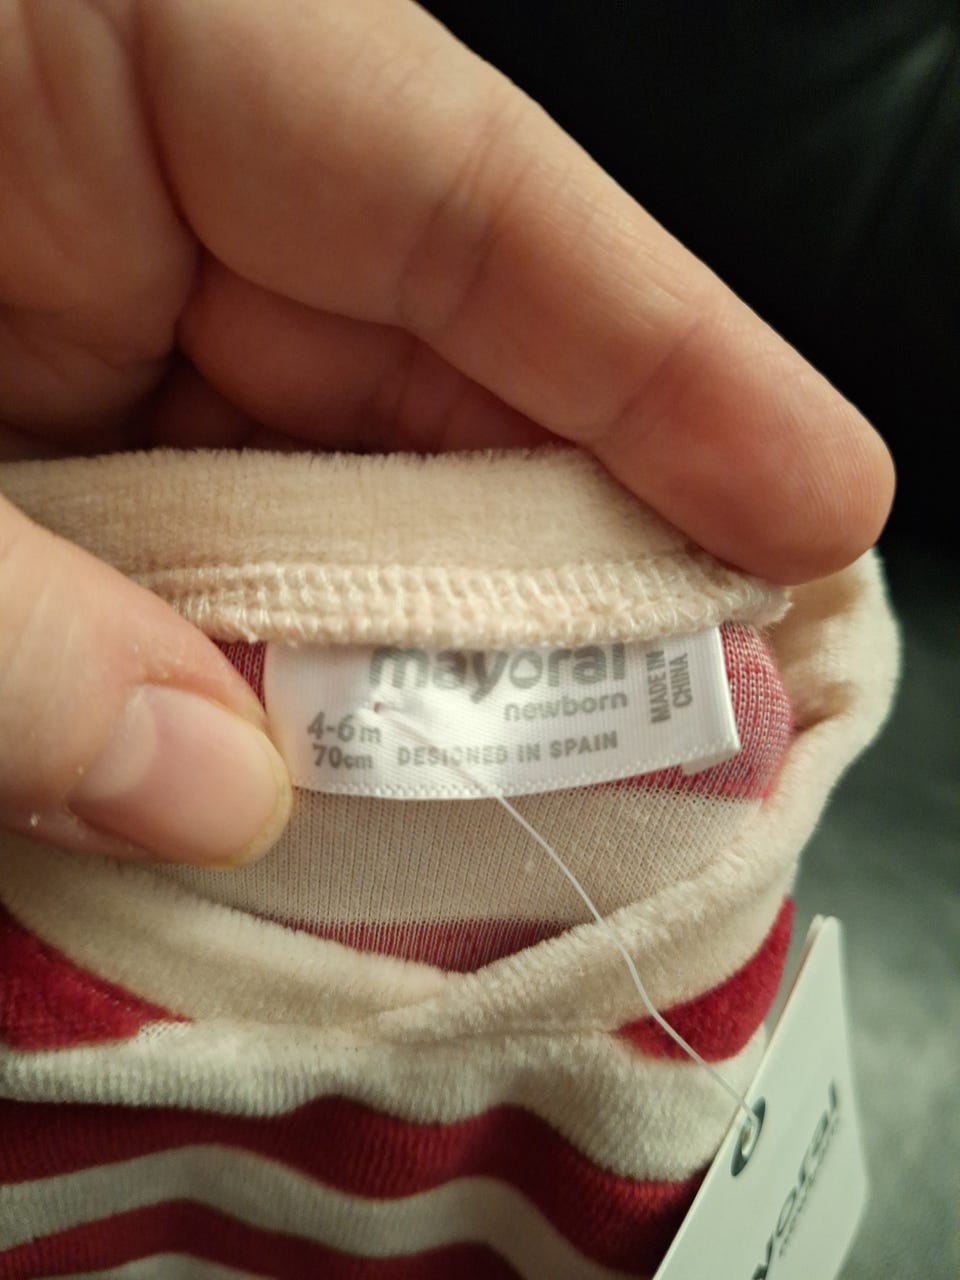 mayoral
newborn
4-6m
70cm
DESIGNED IN SPAIN
MADE IN
CHINA